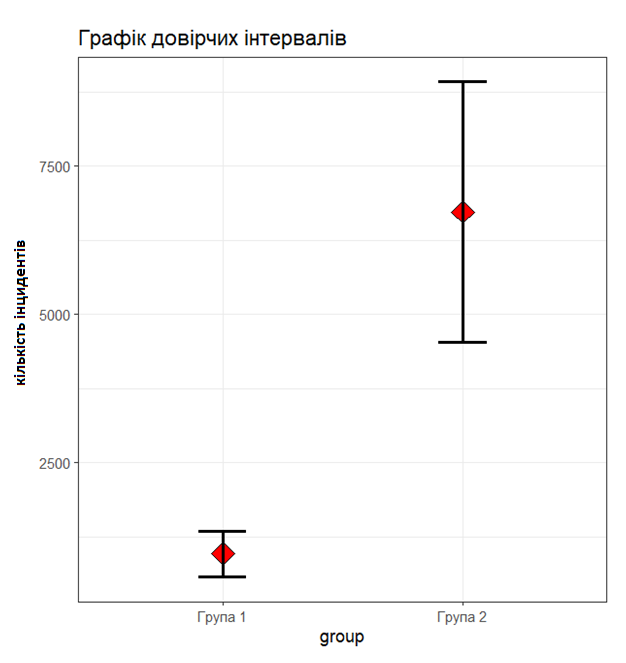 Графік довірчих інтервалів
кількість інцидентів
7500
5000
2500
Група 1
Група 2
group